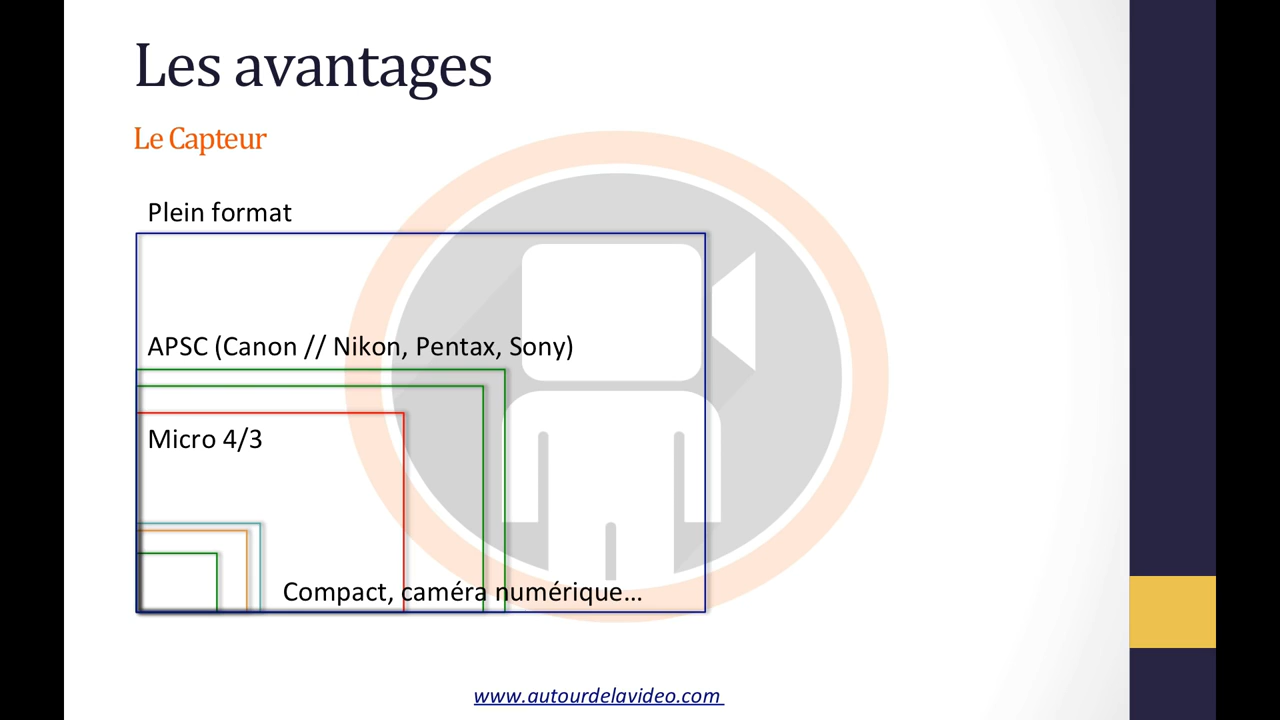 Les avantages
Le Capteur
Plein format
APSC (Canon // Nikon, Pentax, Sony)
Micro 4/3
Compact, caméra numérique...
www.autourdelavideo.com